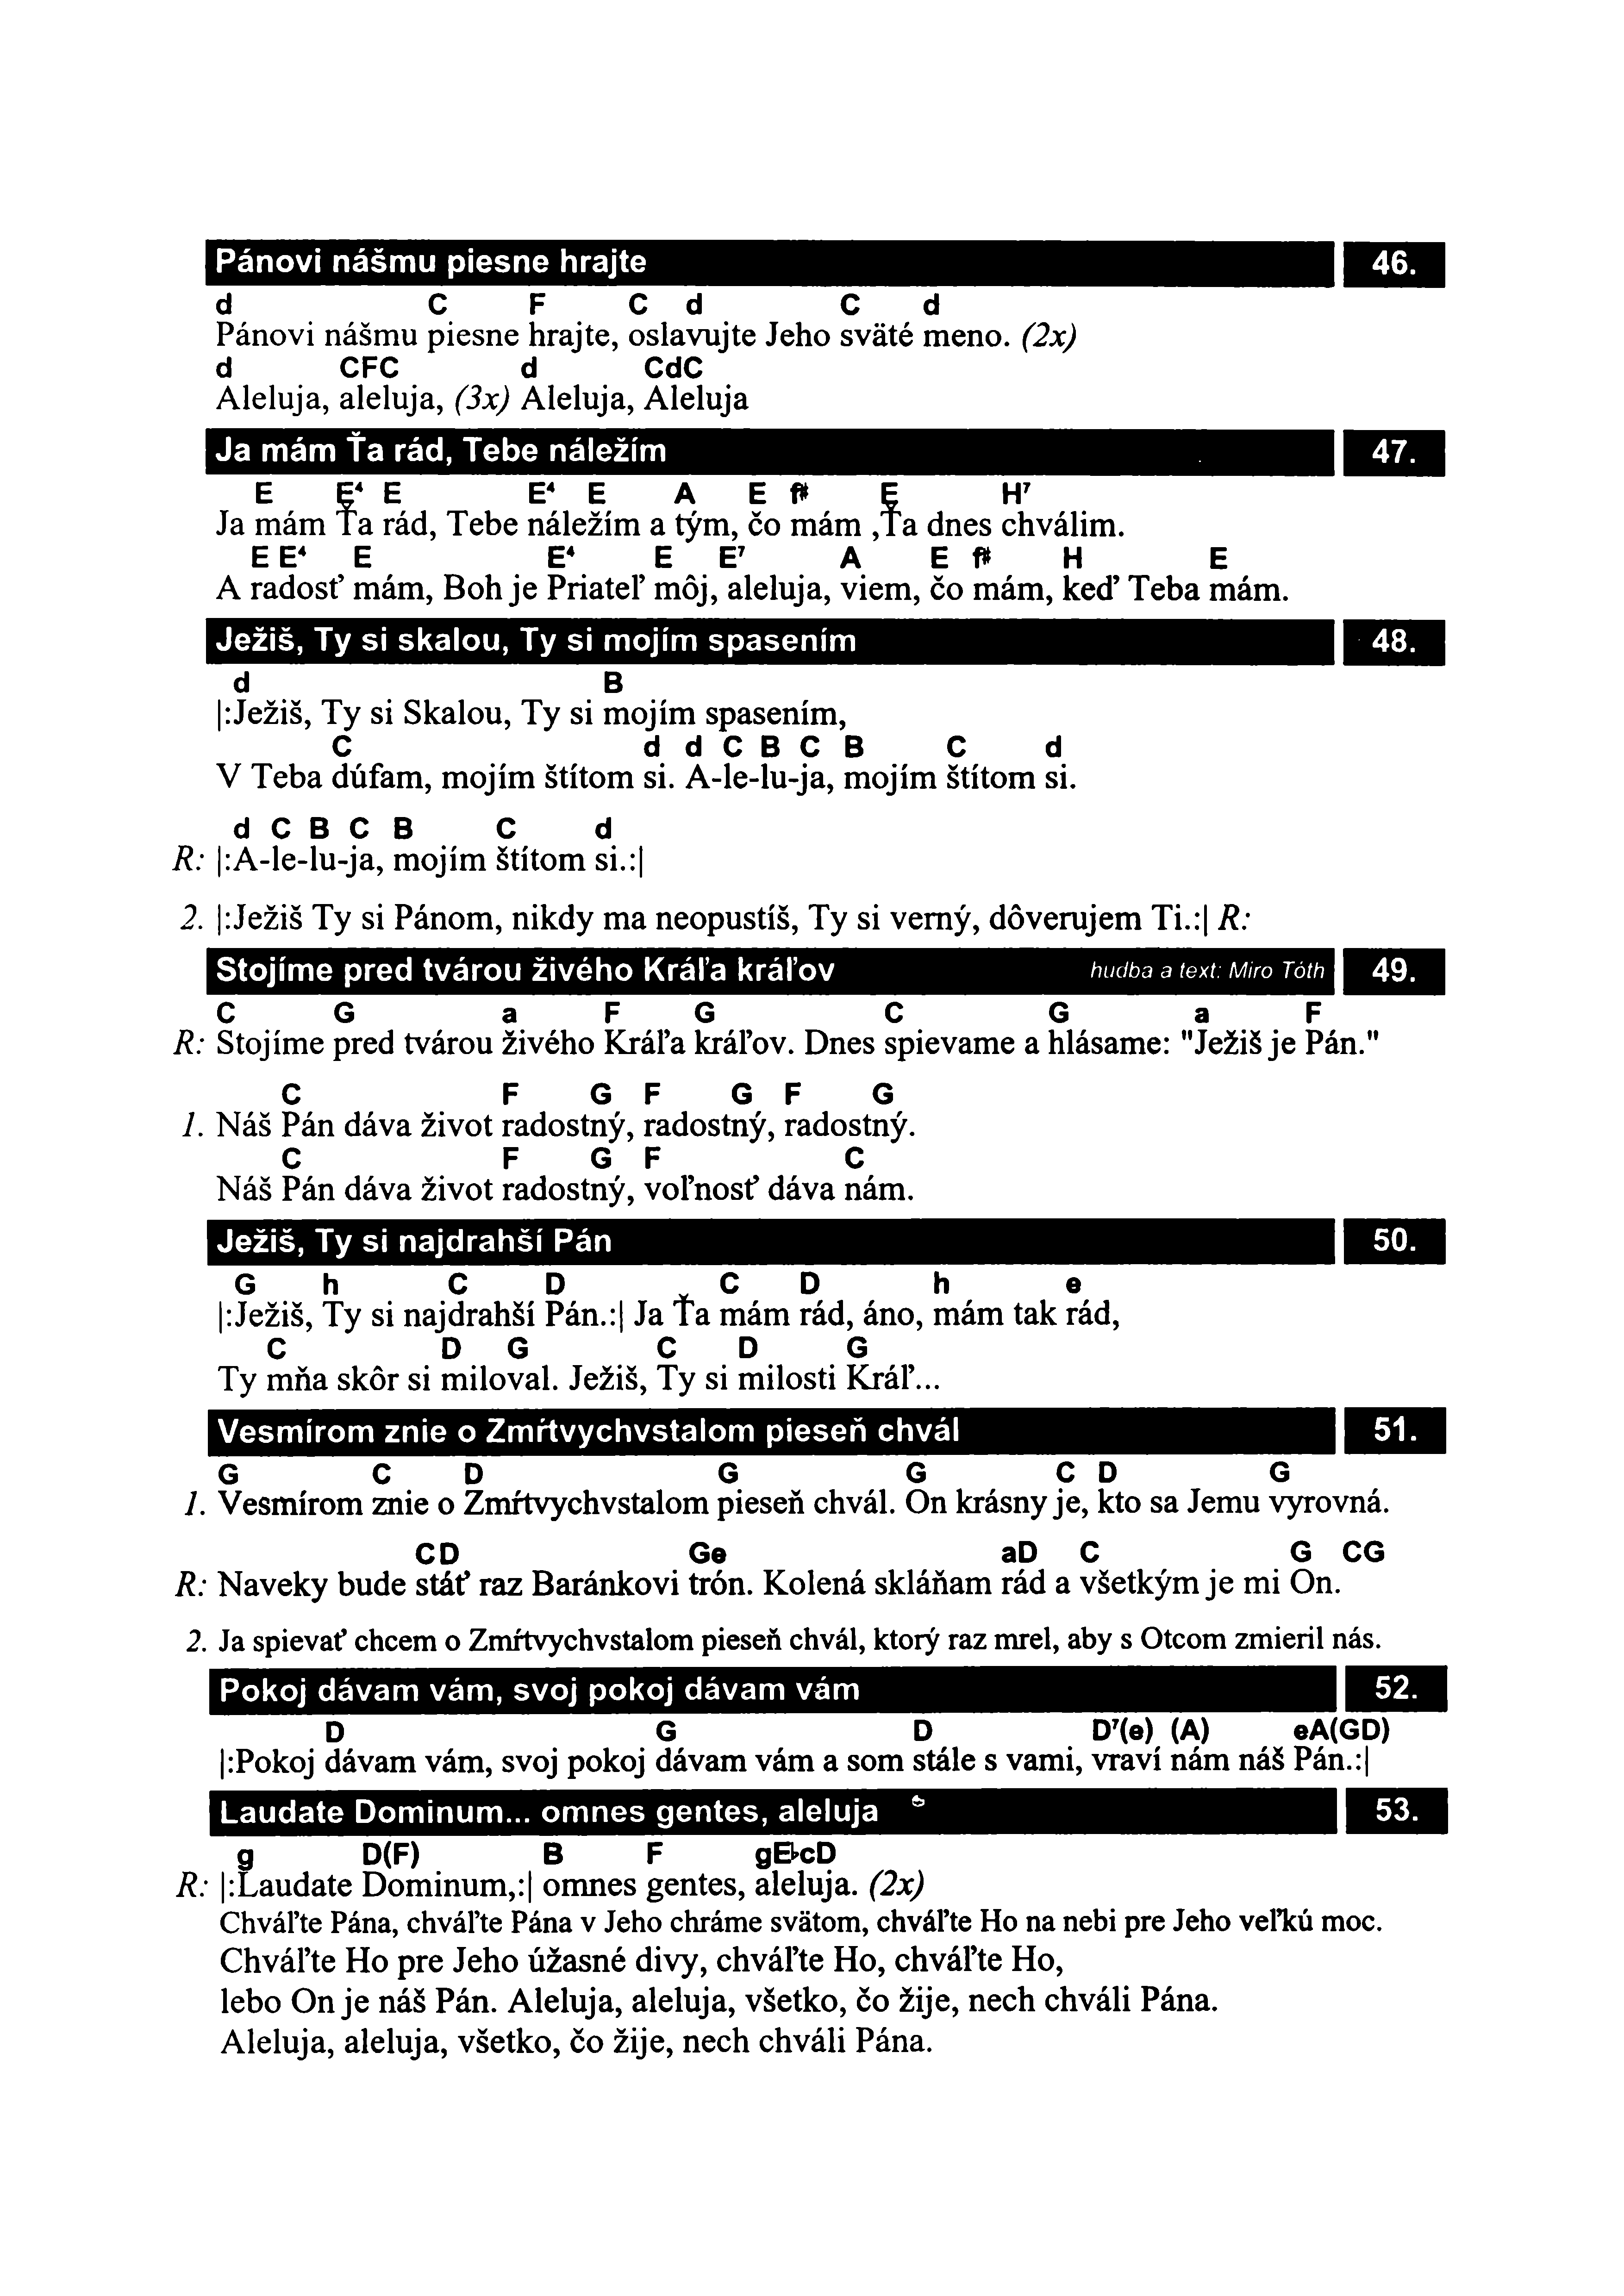 Pánovi nášmu piesne hrajte 46.
d C F C d C d
Pánovi nášmu piesne hrajte, oslavujte Jeho sväté meno. (2x)
d CFC d CdC
Aleluja, aleluja, (3x) Aleluja, Aleluja
Ja mám Ťa rád, Tebe náležím 47.
E E⁴ E E⁴ E A E f# E H⁷
Ja mám Ťa rád, Tebe náležím a tým, čo mám ,Ťa dnes chválim.
E E⁴ E E⁴ E E⁷ A E f# H E
A radosť mám, Boh je Priateľ môj, aleluja, viem, čo mám, keď Teba mám.
Ježiš, Ty si skalou, Ty si mojím spasením 48.
d B
|:Ježiš, Ty si Skalou, Ty si mojím spasením,
C d d C B C B C d
V Teba dúfam, mojím štítom si. A-le-lu-ja, mojím štítom si.
d C B C B C d
R: |:A-le-lu-ja, mojím štítom si.:|
2. |:Ježiš Ty si Pánom, nikdy ma neopustíš, Ty si verný, dôverujem Ti.:| R:
Stojíme pred tvárou živého Kráľa kráľov hudba a text: Miro Tóth 49.
C G a F G C G a F
R: Stojíme pred tvárou živého Kráľa kráľov. Dnes spievame a hlásame: "Ježiš je Pán."
C F G F G F G
1. Náš Pán dáva život radostný, radostný, radostný.
C F G F C
Náš Pán dáva život radostný, voľnosť dáva nám.
Ježiš, Ty si najdrahší Pán 50.
G h C D C D h e
|:Ježiš, Ty si najdrahší Pán.:| Ja Ťa mám rád, áno, mám tak rád,
C D G C D G
Ty mňa skôr si miloval. Ježiš, Ty si milosti Kráľ...
Vesmírom znie o Zmŕtvychvstalom pieseň chvál 51.
G C D G G C D G
1. Vesmírom znie o Zmŕtvychvstalom pieseň chvál. On krásny je, kto sa Jemu vyrovná.
CD Ge aD C G CG
R: Naveky bude stáť raz Baránkovi trón. Kolená skláňam rád a všetkým je mi On.
2. Ja spievať chcem o Zmŕtvychvstalom pieseň chvál, ktorý raz mrel, aby s Otcom zmieril nás.
Pokoj dávam vám, svoj pokoj dávam vám 52.
D G D D⁷(e) (A) eA(GD)
|:Pokoj dávam vám, svoj pokoj dávam vám a som stále s vami, vraví nám náš Pán.:|
Laudate Dominum... omnes gentes, aleluja 53.
g D(F) B F gE♭cD
R: |:Laudate Dominum,:| omnes gentes, aleluja. (2x)
Chváľte Pána, chváľte Pána v Jeho chráme svätom, chváľte Ho na nebi pre Jeho veľkú moc.
Chváľte Ho pre Jeho úžasné divy, chváľte Ho, chváľte Ho,
lebo On je náš Pán. Aleluja, aleluja, všetko, čo žije, nech chváli Pána.
Aleluja, aleluja, všetko, čo žije, nech chváli Pána.